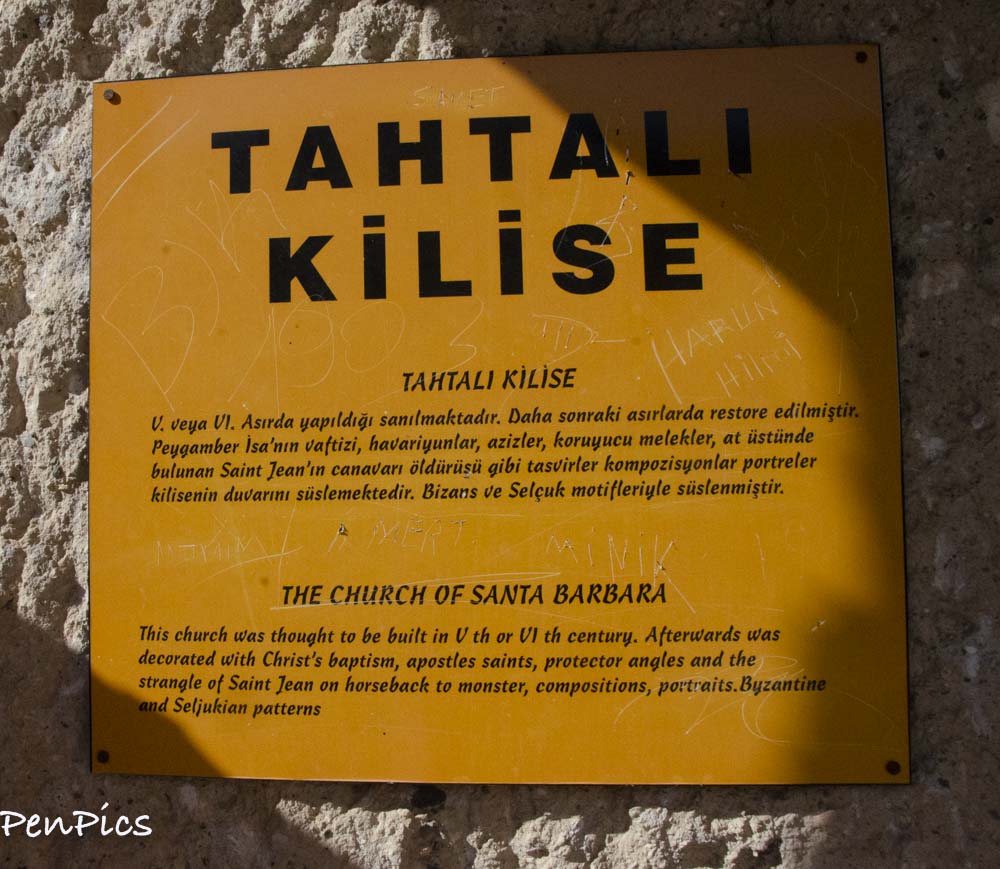 SAMET
TAHTALI
KİLİSE
HARUN
TAHTALI KİLİSE
V. veya VI. Asırda yapıldığı sanılmaktadır. Daha sonraki asırlarda restore edilmiştir.
Peygamber İsa'nın vaftizi, havariyunlar, azizler, koruyucu melekler, at üstünde
bulunan Saint Jean'ın canavarı öldürüşü gibi tasvirler kompozisyonlar portreler
kilisenin duvarını süslemektedir. Bizans ve Selçuk motifleriyle süslenmiştir.
MERT
MINIK
THE CHURCH OF SANTA BARBARA
This church was thought to be built in V th or VI th century. Afterwards was
decorated with Christ's baptism, apostles saints, protector angles and the
strangle of Saint Jean on horseback to monster, compositions, portraits.Byzantine
and Seljukian patterns
PenPics